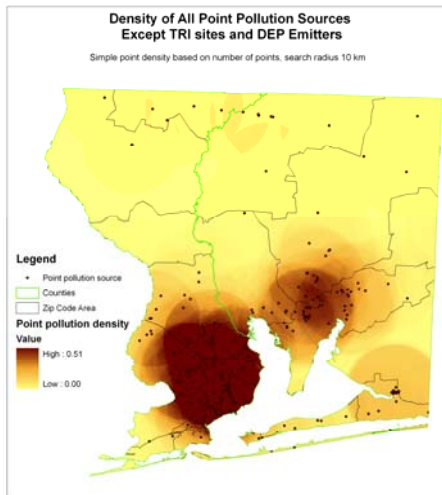 Density of All Point Pollution Sources
Except TRI sites and DEP Emitters
Simple point density based on number of points, search radius 10 km
Legend
Point pollution source
Counties
Zip Code Area
Point pollution density
Value
High : 0.51
Low : 0.00